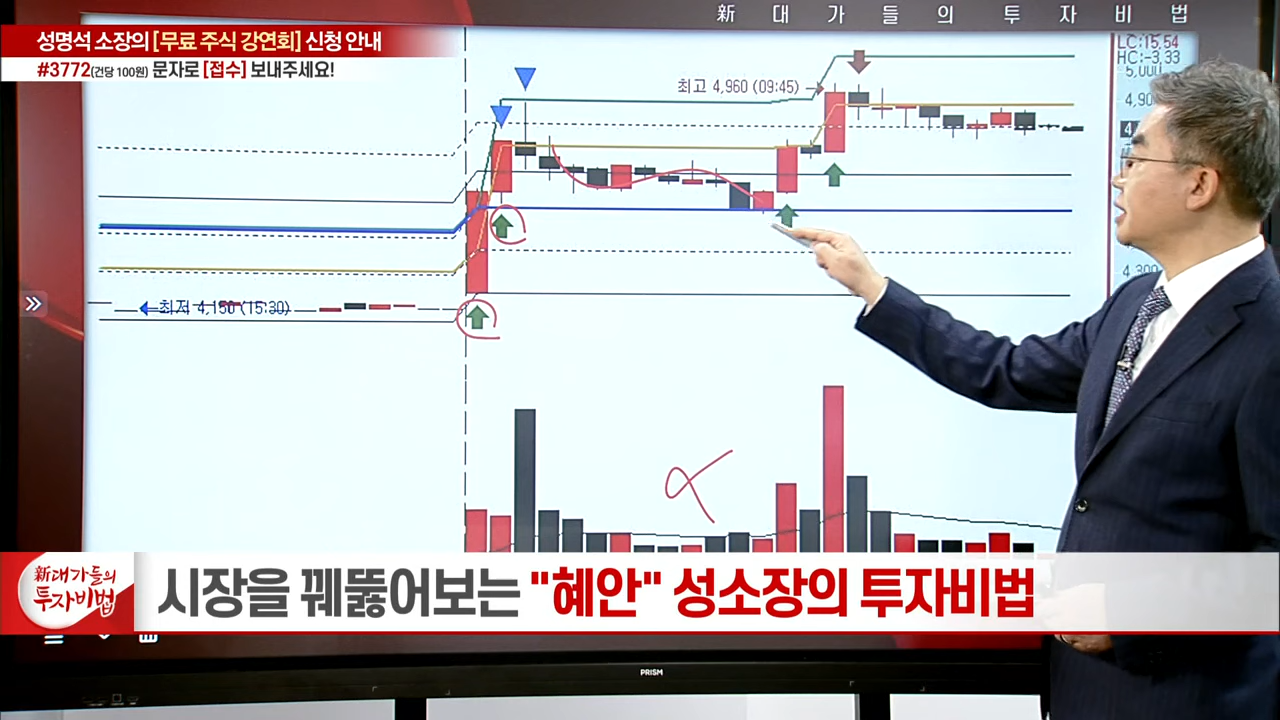 新 대 가 들 의 투 자 비 법
성명석 소장의 [무료 주식 강연회] 신청 안내
#3772(건당 100원) 문자로 [접수] 보내주세요!
LC:15,54
HC:-3,33
5,000
최고 4,960 (09:45)
4,900
4,300
최저 4,150 (15:30)
新대가들의
투자비법
시장을 꿰뚫어보는 "혜안" 성소장의 투자비법
PRISM